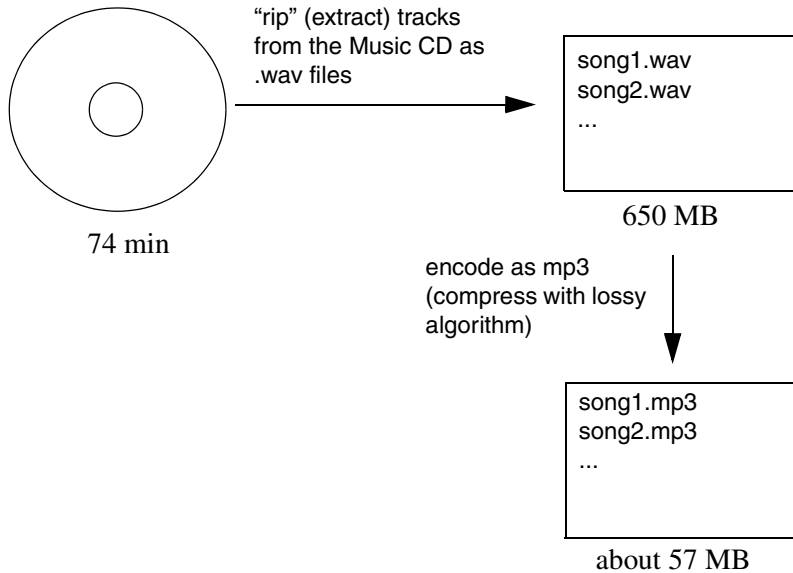 “rip” (extract) tracks
from the Music CD as
.wav files
74 min
song1.wav
song2.wav
...
650 MB
encode as mp3
(compress with lossy
algorithm)
song1.mp3
song2.mp3
...
about 57 MB